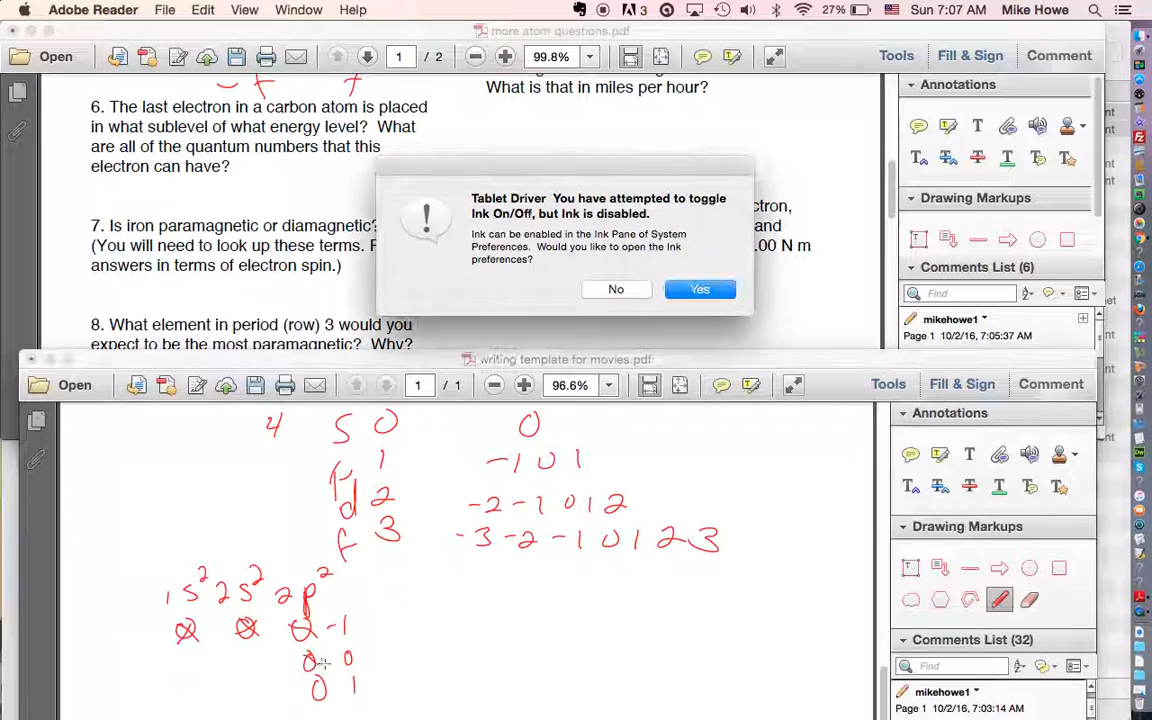 Adobe Reader File Edit View Window Help 3 27% Sun 7:07 AM Mike Howe
more atom questions.pdf
Open 1 / 2 99.8% Tools Fill & Sign Comment
6. The last electron in a carbon atom is placed
in what sublevel of what energy level? What
are all of the quantum numbers that this
electron can have?
7. Is iron paramagnetic or diamagnetic?
(You will need to look up these terms.
answers in terms of electron spin.)
8. What element in period (row) 3 would you
expect to be the most paramagnetic? Why?
What is that in miles per hour?
and
.00 N m
Tablet Driver You have attempted to toggle
Ink On/Off, but Ink is disabled.
Ink can be enabled in the Ink Pane of System
Preferences. Would you like to open the Ink
preferences?
No Yes
Annotations
Drawing Markups
Comments List (6)
Find
mikehowe1
Page 1 10/2/16 7:05:37 AM
writing template for movies.pdf
Open 1 / 1 96.6% Tools Fill & Sign Comment
4 s 0 0
p 1 -1 0 1
d 2 -2 -1 0 1 2
f 3 -3 -2 -1 0 1 2 3
1s² 2s² 2p²
-1
0
0 1
Annotations
Drawing Markups
Comments List (32)
Find
mikehowe1
Page 1 10/2/16 7:03:14 AM